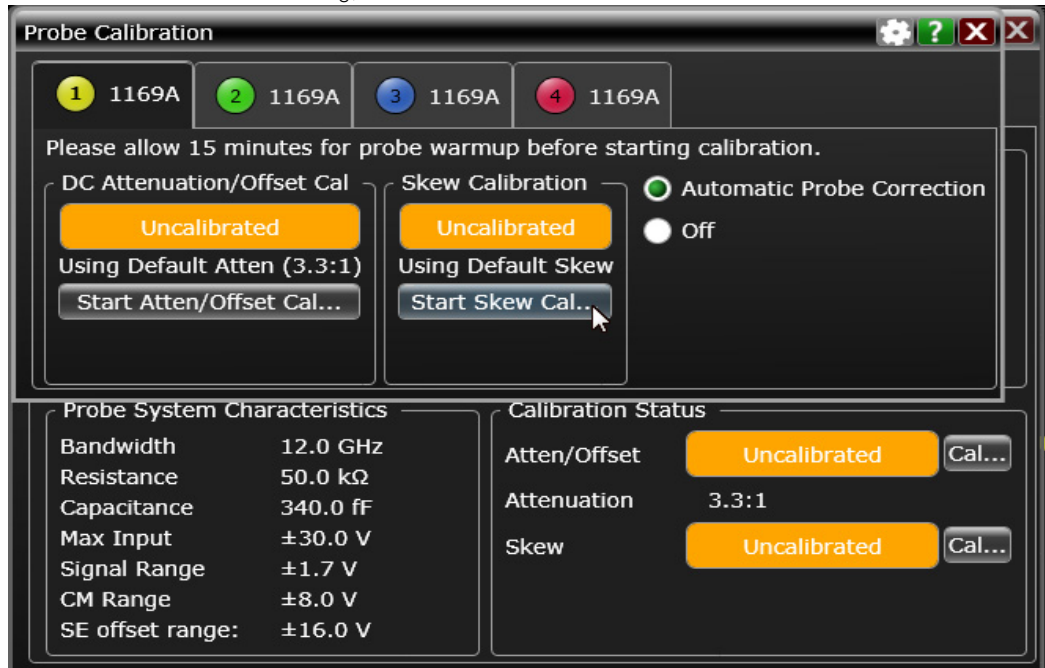 Probe Calibration
?
X
X
1 1169A
2 1169A
3 1169A
4 1169A
Please allow 15 minutes for probe warmup before starting calibration.
DC Attenuation/Offset Cal
Uncalibrated
Using Default Atten (3.3:1)
Start Atten/Offset Cal...
Skew Calibration
Uncalibrated
Using Default Skew
Start Skew Cal...
Automatic Probe Correction
Off
Probe System Characteristics
Bandwidth 12.0 GHz
Resistance 50.0 kΩ
Capacitance 340.0 fF
Max Input ±30.0 V
Signal Range ±1.7 V
CM Range ±8.0 V
SE offset range: ±16.0 V
Calibration Status
Atten/Offset Uncalibrated Cal...
Attenuation 3.3:1
Skew Uncalibrated Cal...